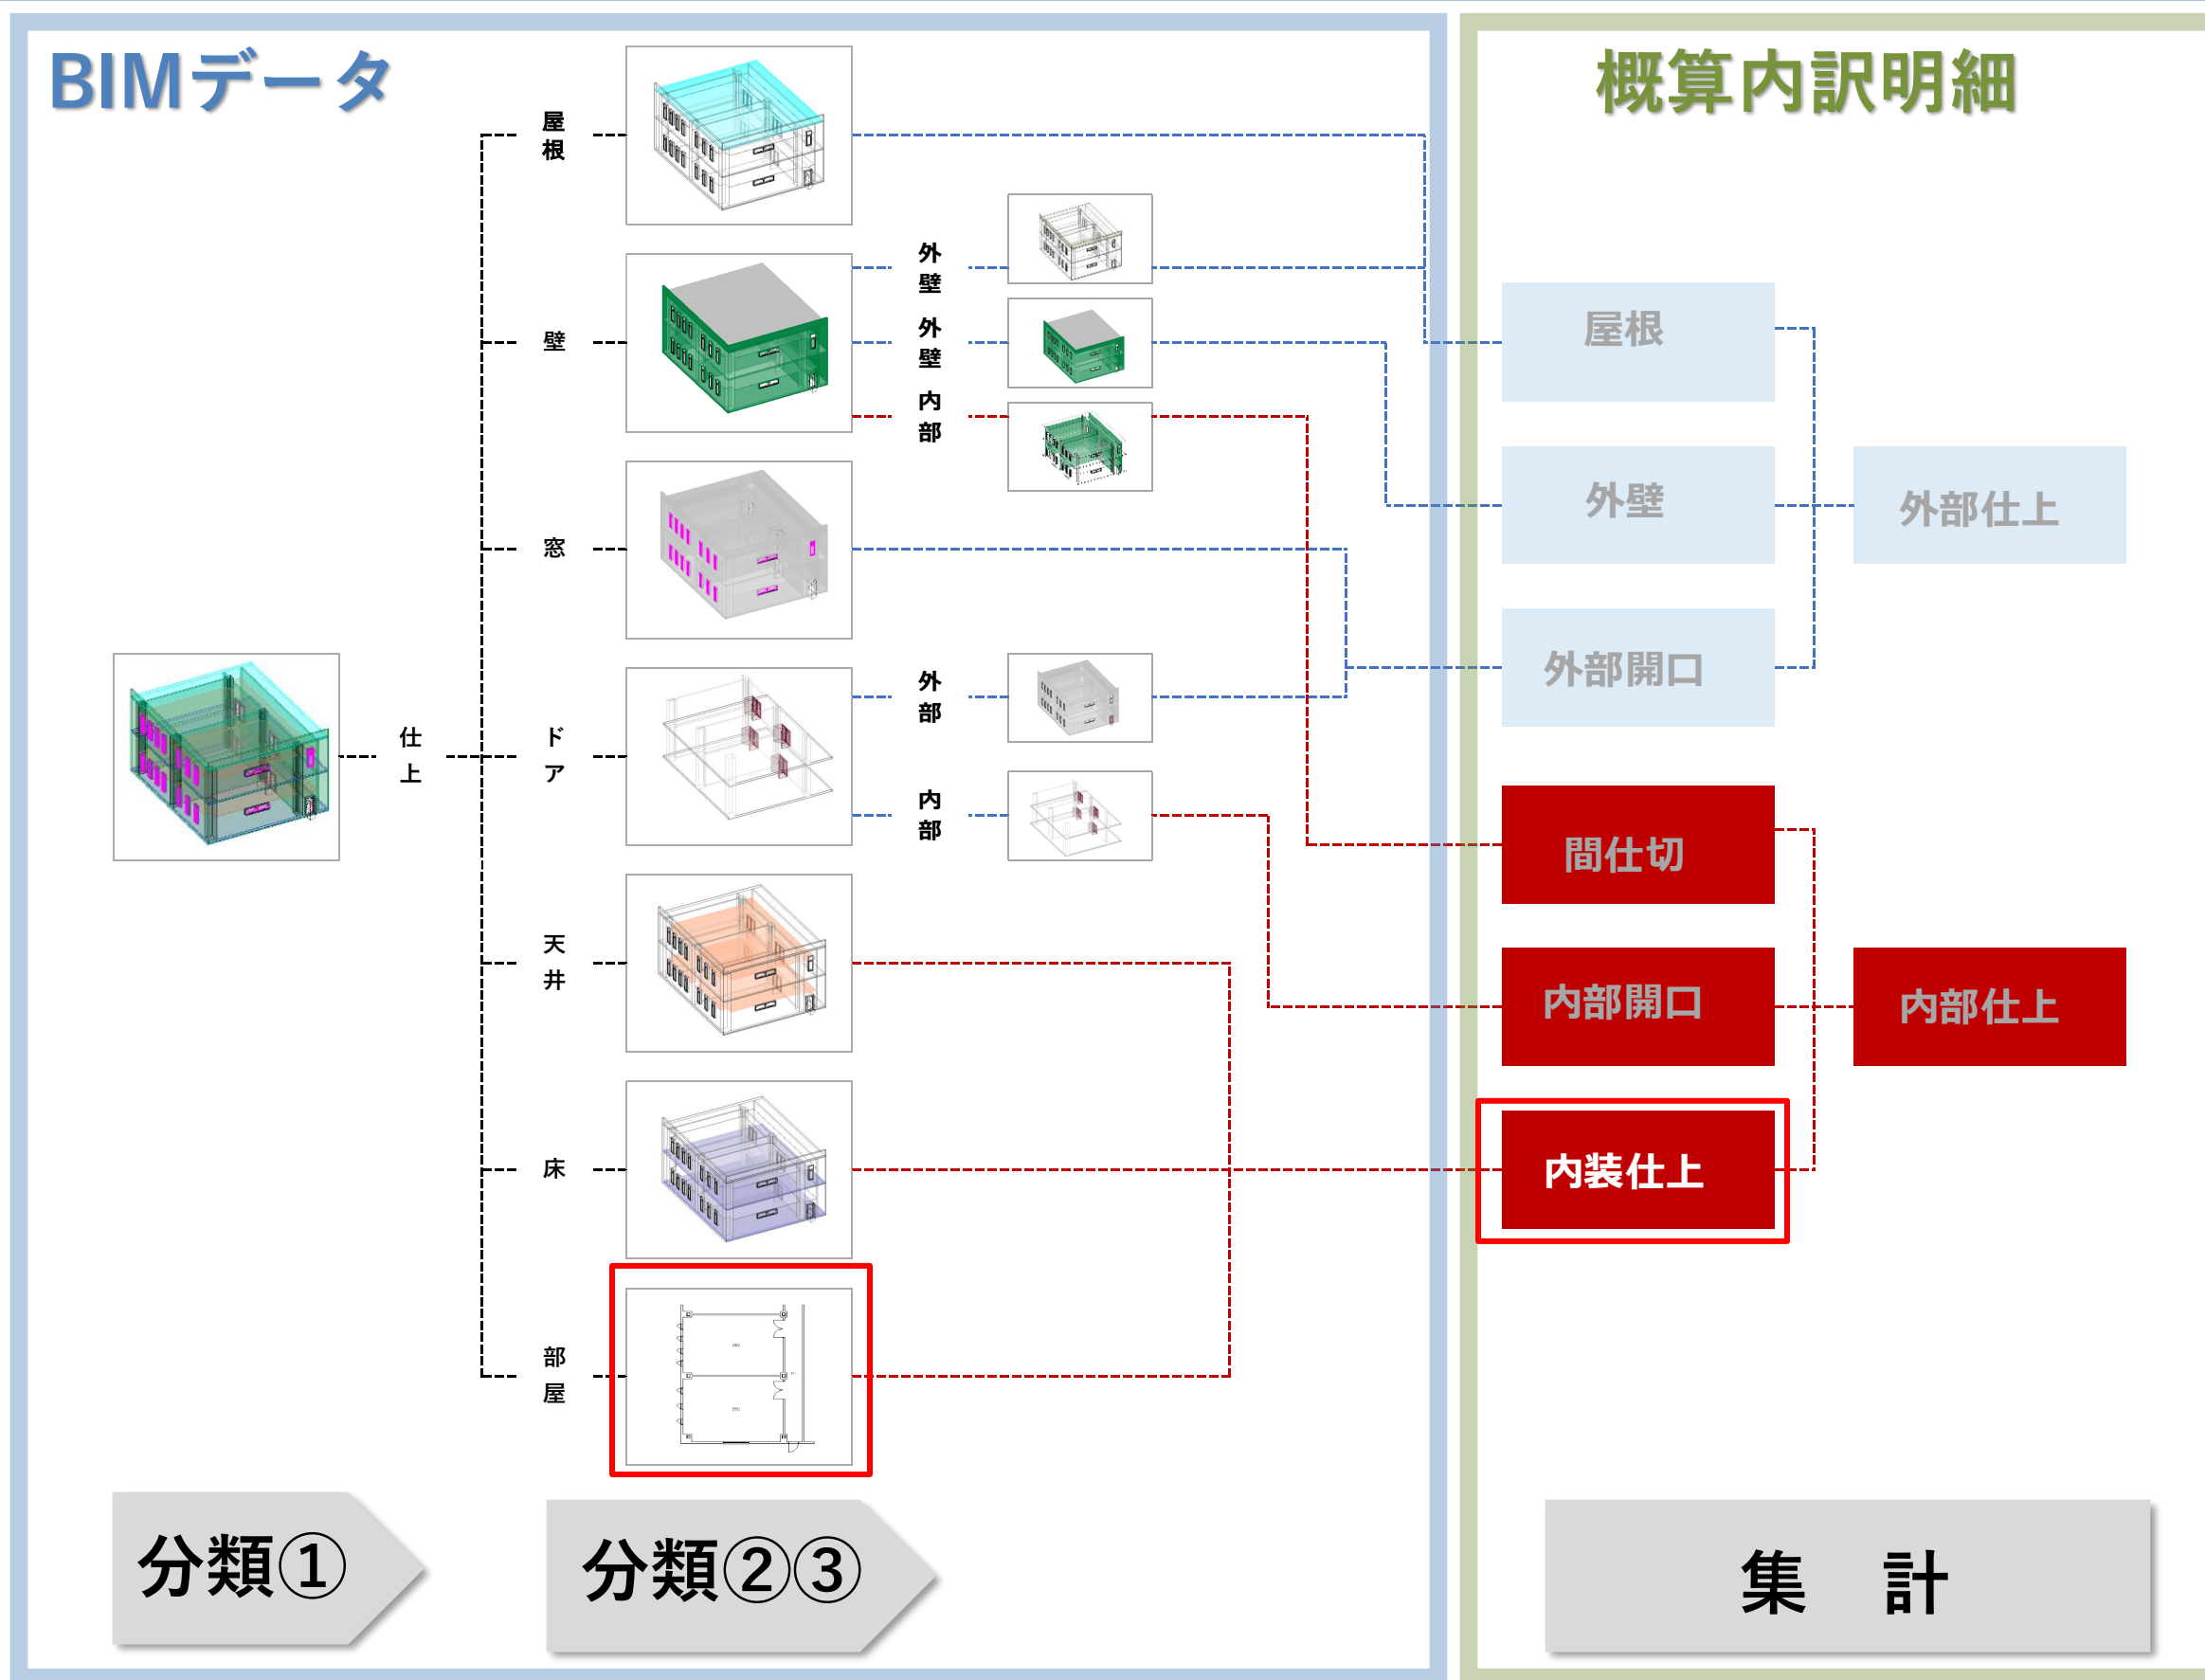 BIMデータ
概算内訳明細
屋根
壁
窓
ドア
天井
床
部屋
仕上
外壁
外壁
内部
外部
内部
屋根
外壁
外部開口
外部仕上
間仕切
内部開口
内装仕上
内部仕上
分類①
分類②③
集　計